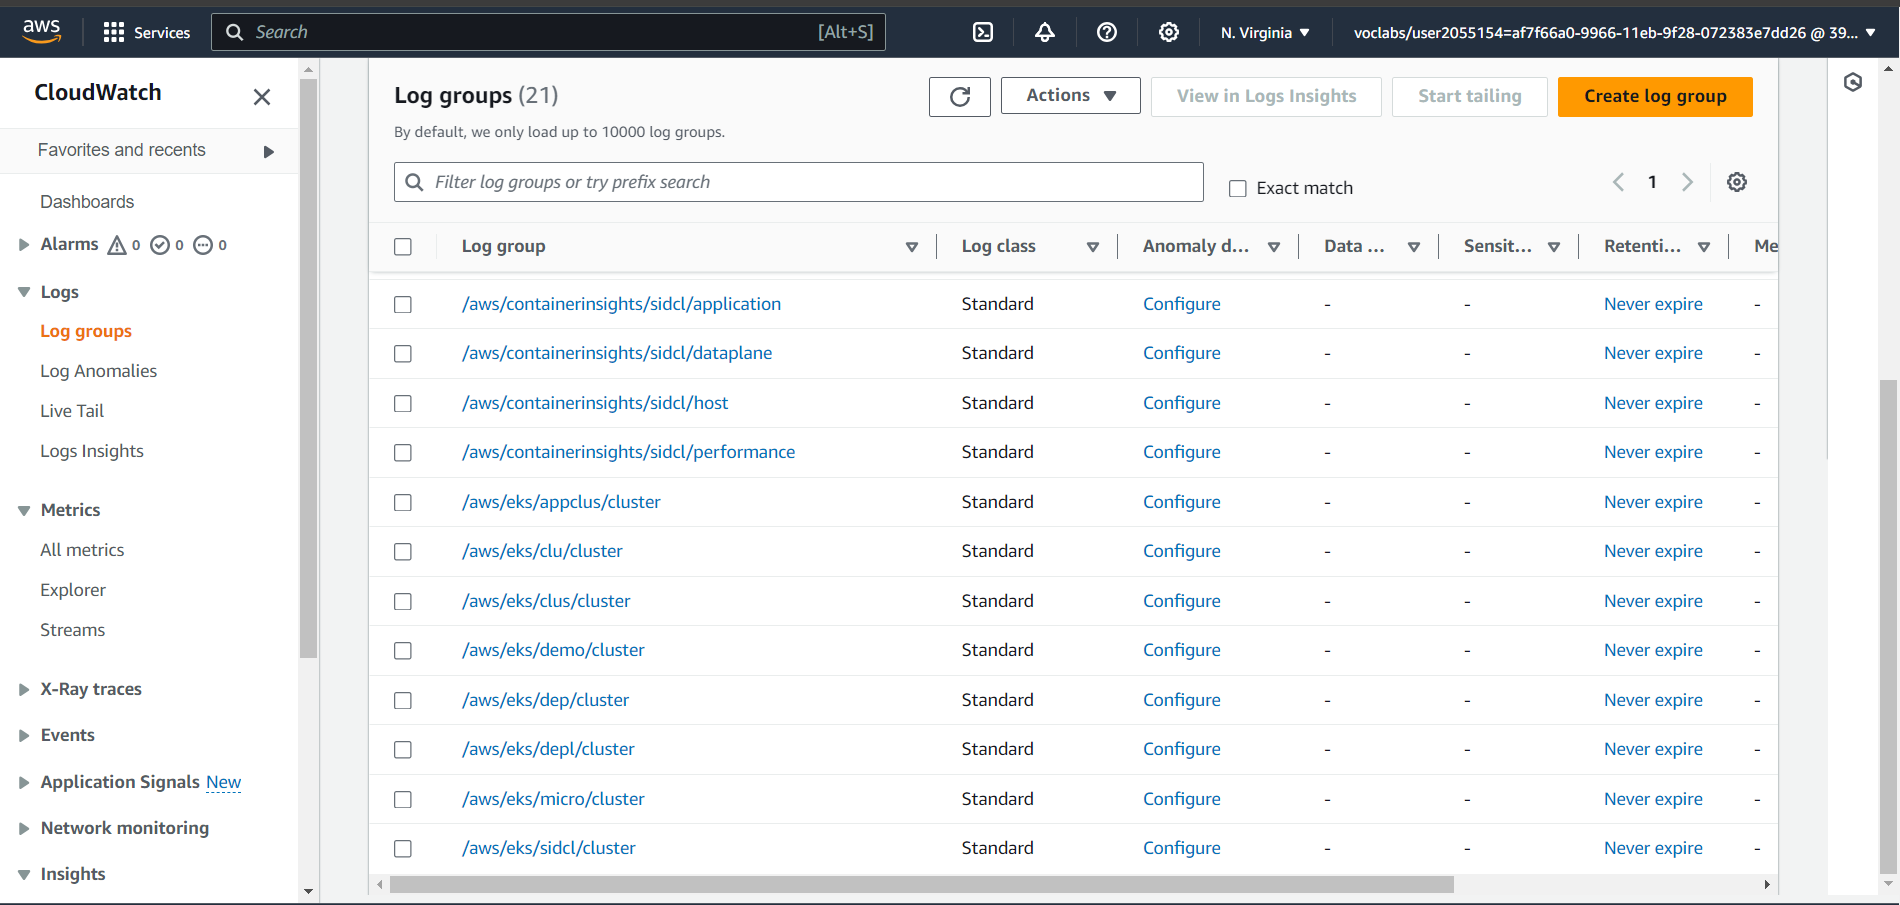 aws
Services
Search
[Alt+S]
N. Virginia
voclabs/user2055154=af7f66a0-9966-11eb-9f28-072383e7dd26 @ 39...
CloudWatch
Favorites and recents
Dashboards
Alarms 0 0 0
Logs
Log groups
Log Anomalies
Live Tail
Logs Insights
Metrics
All metrics
Explorer
Streams
X-Ray traces
Events
Application Signals New
Network monitoring
Insights
Log groups (21)
By default, we only load up to 10000 log groups.
Actions
View in Logs Insights
Start tailing
Create log group
Filter log groups or try prefix search
Exact match
1
Log group Log class Anomaly d... Data ... Sensit... Retenti... Me
/aws/containerinsights/sidcl/application Standard Configure - - Never expire -
/aws/containerinsights/sidcl/dataplane Standard Configure - - Never expire -
/aws/containerinsights/sidcl/host Standard Configure - - Never expire -
/aws/containerinsights/sidcl/performance Standard Configure - - Never expire -
/aws/eks/appclus/cluster Standard Configure - - Never expire -
/aws/eks/clu/cluster Standard Configure - - Never expire -
/aws/eks/clus/cluster Standard Configure - - Never expire -
/aws/eks/demo/cluster Standard Configure - - Never expire -
/aws/eks/dep/cluster Standard Configure - - Never expire -
/aws/eks/depl/cluster Standard Configure - - Never expire -
/aws/eks/micro/cluster Standard Configure - - Never expire -
/aws/eks/sidcl/cluster Standard Configure - - Never expire -